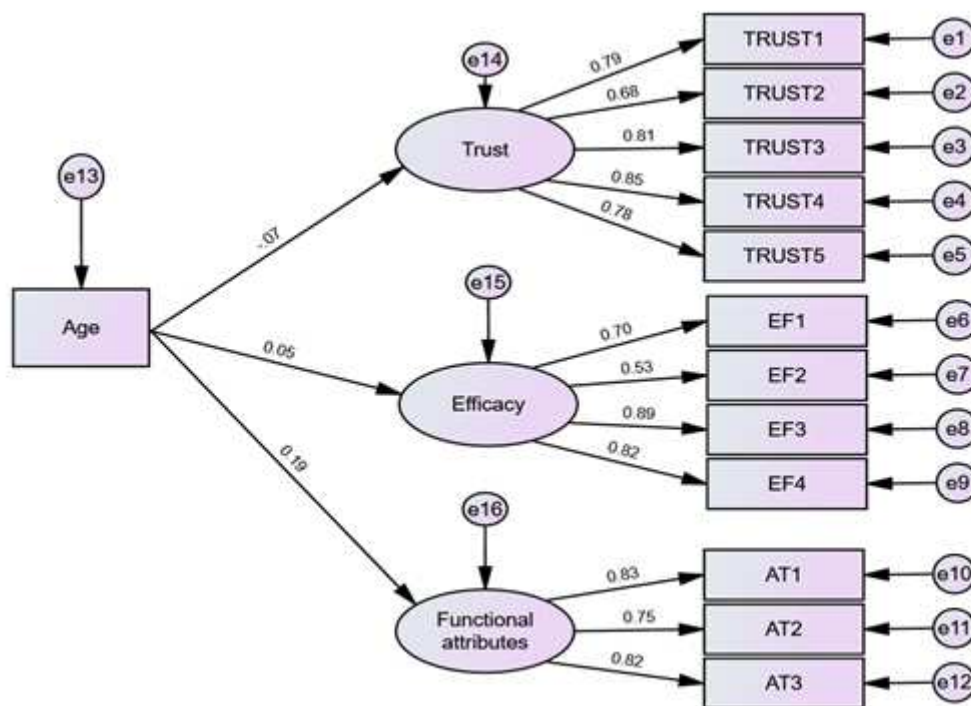 e14
0.79
TRUST1
e1
0.68
TRUST2
e2
Trust
0.81
TRUST3
e3
0.85
TRUST4
e4
0.78
TRUST5
e5
e13
-.07
Age
e15
0.05
Efficacy
0.70
EF1
e6
0.53
EF2
e7
0.89
EF3
e8
0.82
EF4
e9
0.19
e16
Functional
attributes
0.83
AT1
e10
0.75
AT2
e11
0.82
AT3
e12